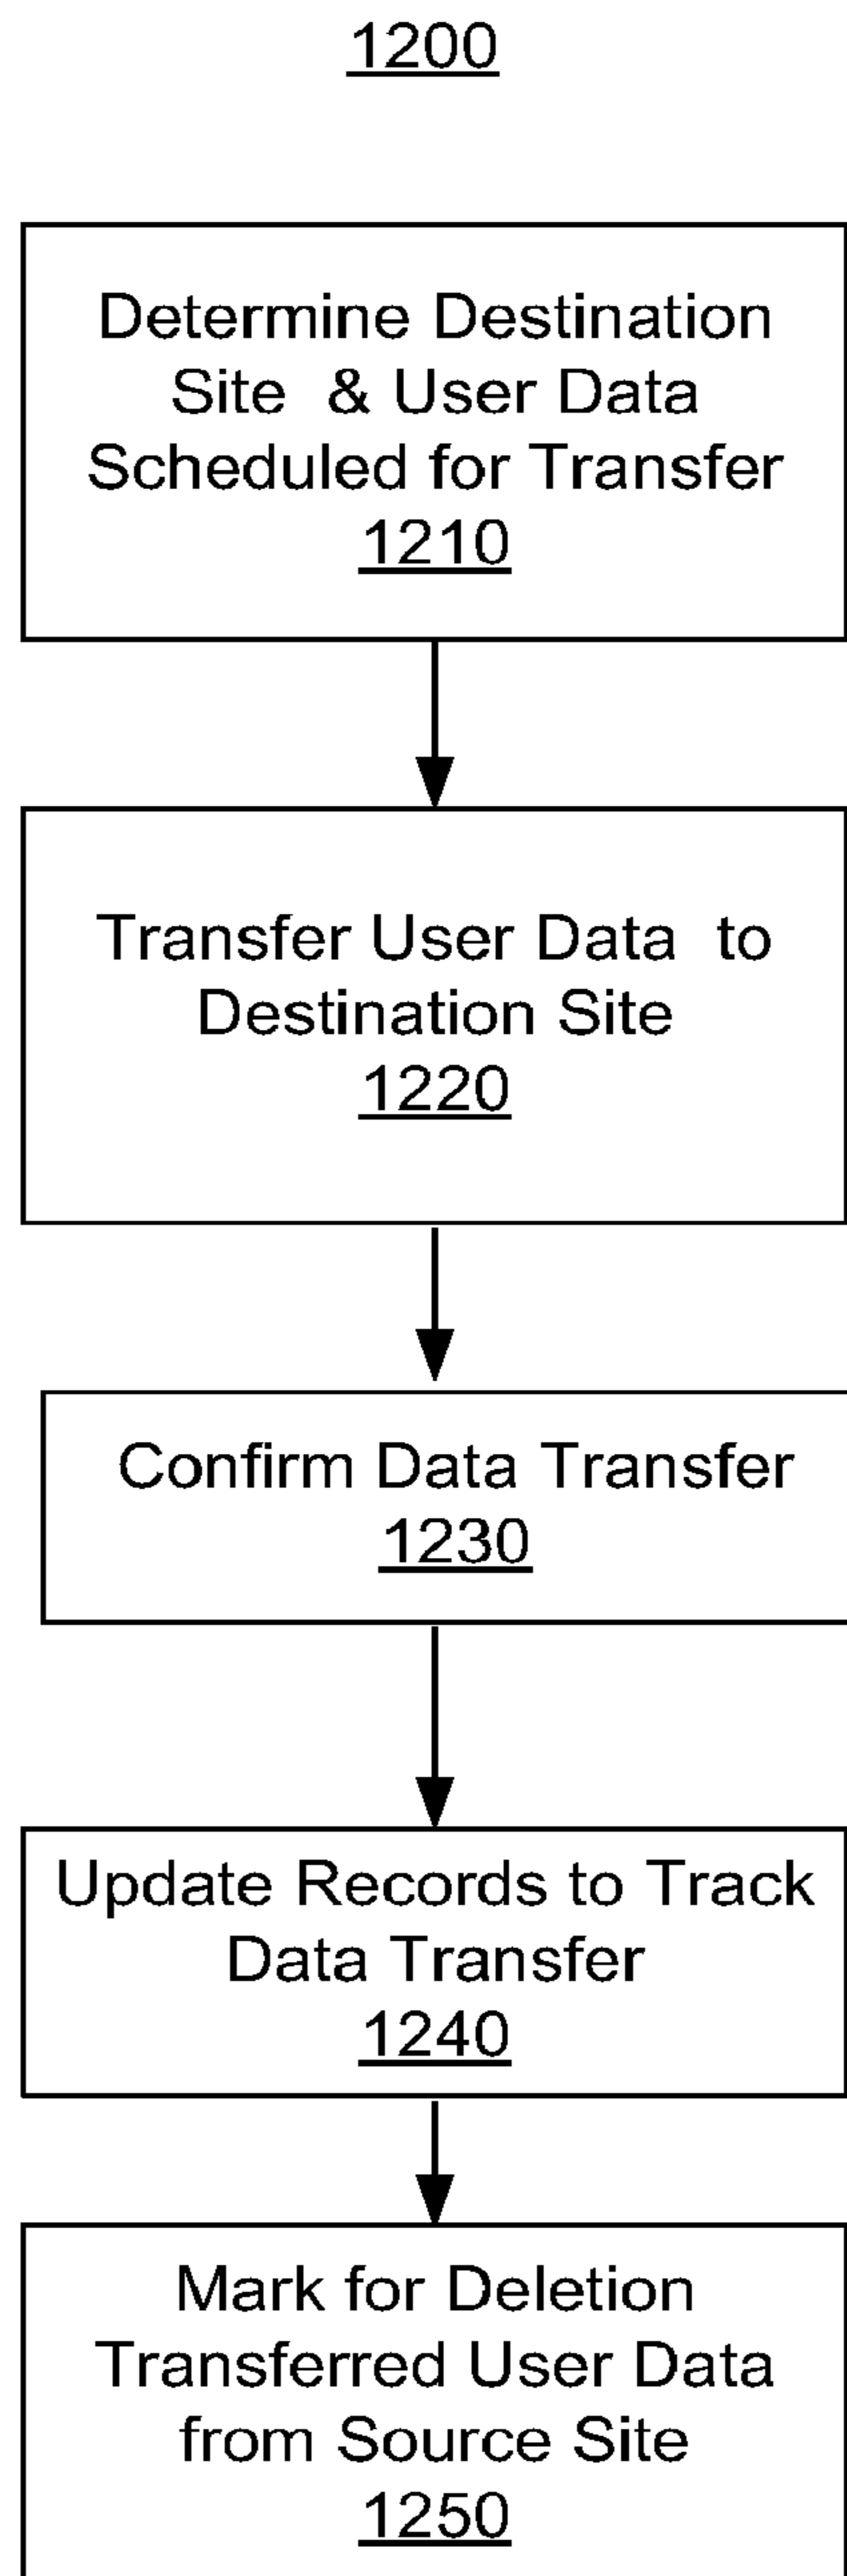 1200
Determine Destination
Site & User Data
Scheduled for Transfer
1210
Transfer User Data to
Destination Site
1220
Confirm Data Transfer
1230
Update Records to Track
Data Transfer
1240
Mark for Deletion
Transferred User Data
from Source Site
1250